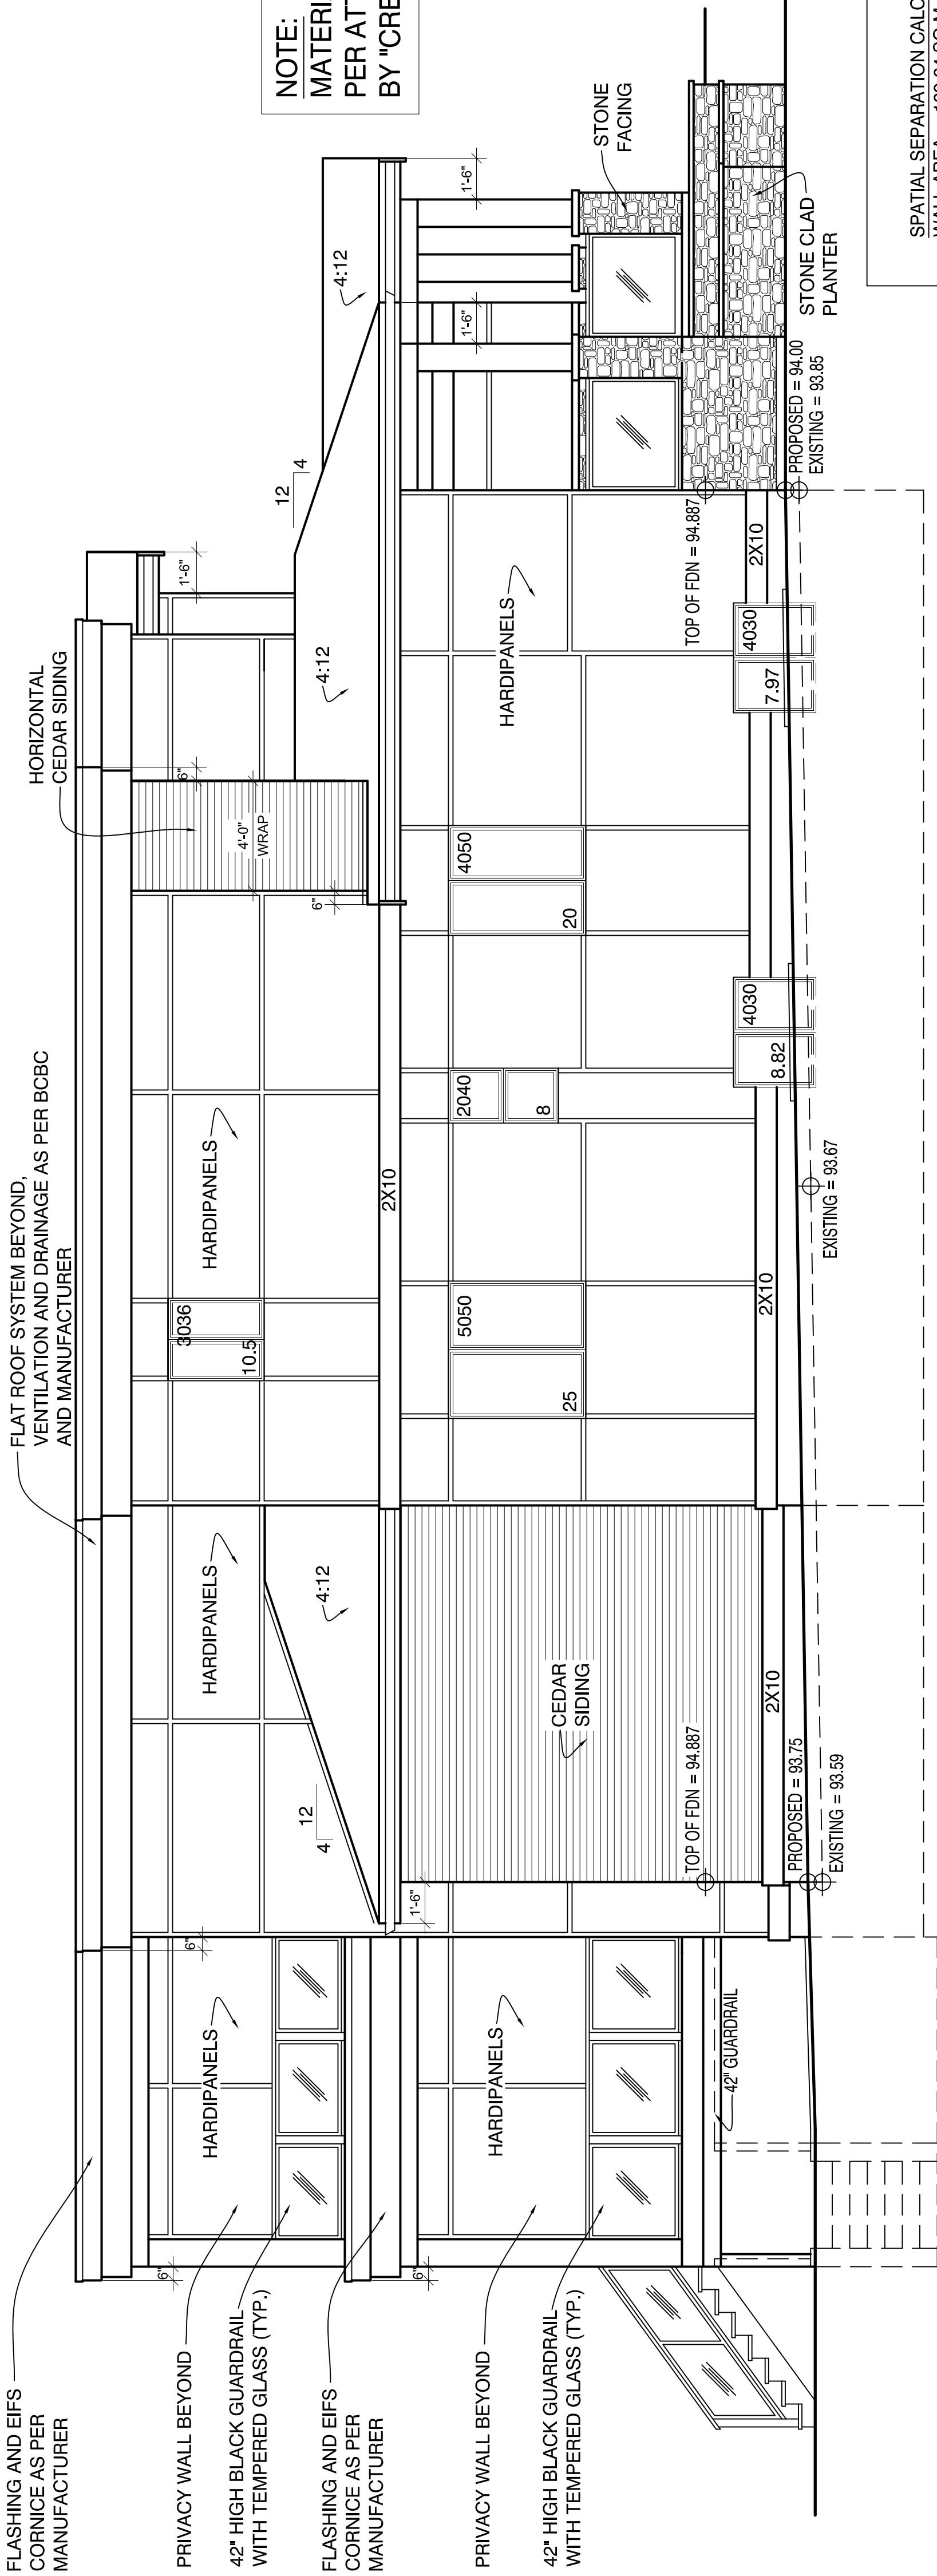 FLASHING AND EIFS
CORNICE AS PER
MANUFACTURER
PRIVACY WALL BEYOND
42" HIGH BLACK GUARDRAIL
WITH TEMPERED GLASS (TYP.)
FLASHING AND EIFS
CORNICE AS PER
MANUFACTURER
PRIVACY WALL BEYOND
42" HIGH BLACK GUARDRAIL
WITH TEMPERED GLASS (TYP.)
6"
6"
HARDIPANELS
HARDIPANELS
42" GUARDRAIL
6"
1'-6"
12
4
4:12
HARDIPANELS
CEDAR
SIDING
TOP OF FDN = 94.887
PROPOSED = 93.75
EXISTING = 93.59
2X10
FLAT ROOF SYSTEM BEYOND,
VENTILATION AND DRAINAGE AS PER BCBC
AND MANUFACTURER
3036
10.5
HARDIPANELS
2X10
5050
25
2X10
EXISTING = 93.67
2040
8
4030
8.82
4050
20
HORIZONTAL
CEDAR SIDING
6"
4'-0"
WRAP
6"
4:12
1'-6"
HARDIPANELS
4030
7.97
2X10
TOP OF FDN = 94.887
PROPOSED = 94.00
EXISTING = 93.85
12
4
4:12
1'-6"
1'-6"
STONE
FACING
STONE CLAD
PLANTER
NOTE:
MATERI
PER ATT
BY "CRE
SPATIAL SEPARATION CALC